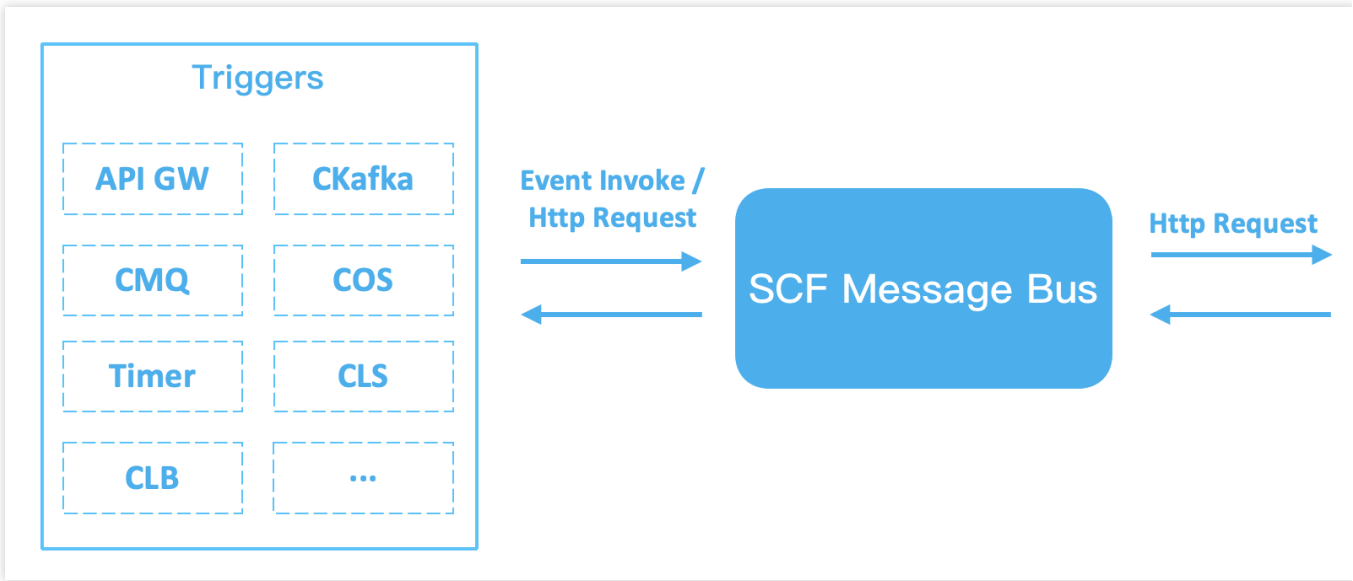 Triggers
API GW
CKafka
CMQ
COS
Timer
CLS
CLB
...
Event Invoke /
Http Request
SCF Message Bus
Http Request